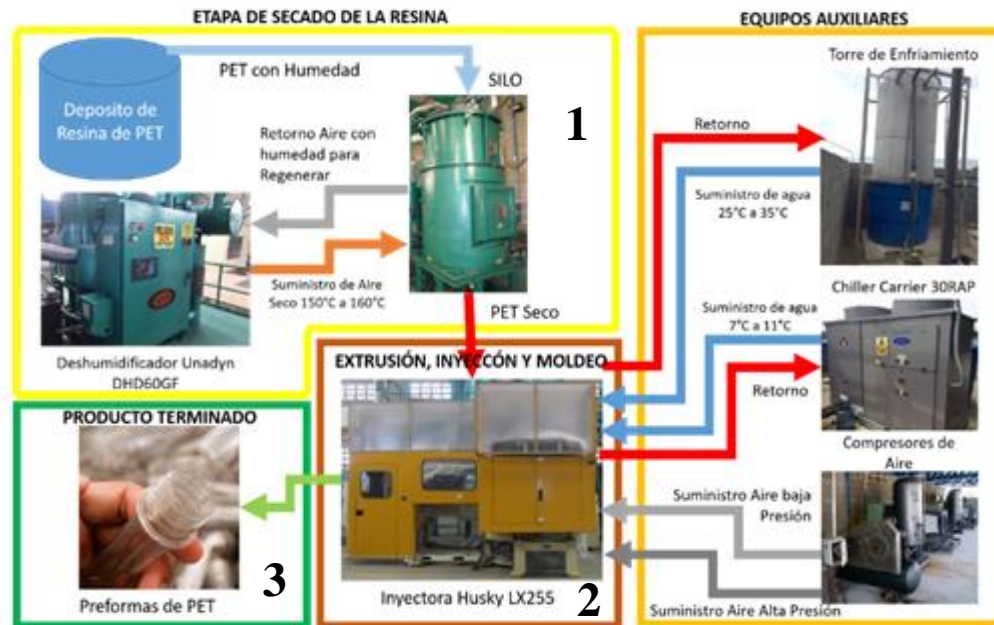 ETAPA DE SECADO DE LA RESINA
Deposito de
Resina de PET
PET con Humedad
SILO
1
Retorno Aire con
humedad para
Regenerar
Suministro de Aire
Seco 150°C a 160°C
PET Seco
Deshumidificador Unadyn
DHD60GF
EQUIPOS AUXILIARES
Torre de Enfriamiento
Retorno
Suministro de agua
25°C a 35°C
Chiller Carrier 30RAP
Suministro de agua
7°C a 11°C
Retorno
Compresores de
Aire
Suministro Aire baja
Presión
Suministro Aire Alta Presión
EXTRUSIÓN, INYECCÓN Y MOLDEO
Inyectora Husky LX255
2
PRODUCTO TERMINADO
3
Preformas de PET